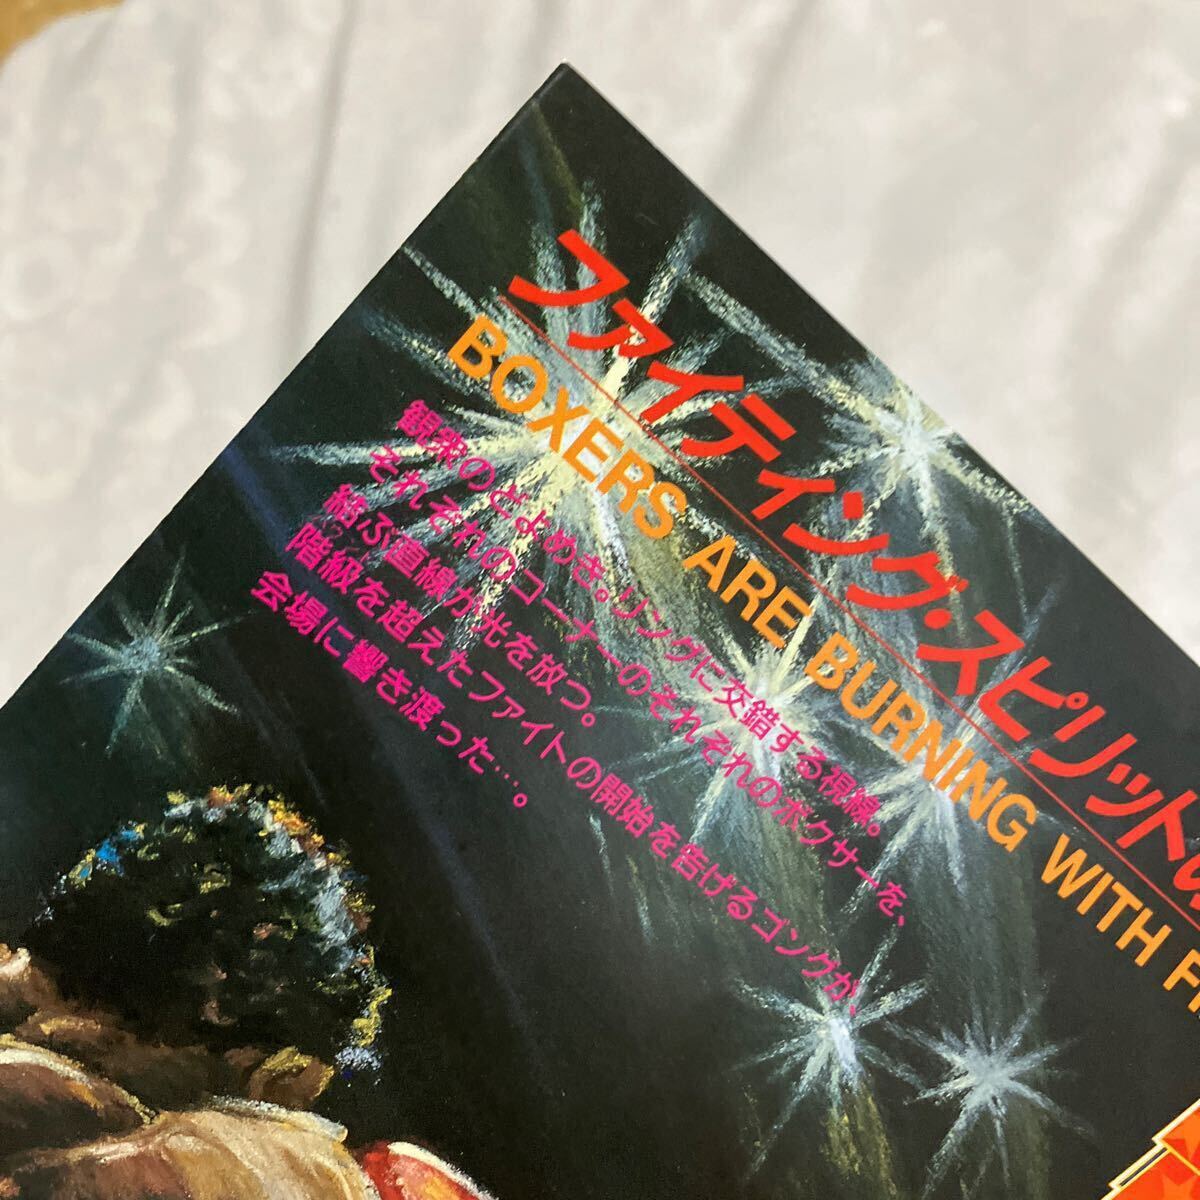 ファイティング・スピリットの
BOXERS ARE BURNING WITH
観衆のどよめき。リングに交錯する視線。
それぞれのコーナーのそれぞれのボクサーを、
結ぶ直線が光を放つ。
階級を超えたファイトの開始を告げるゴングが、
会場に響き渡った…。